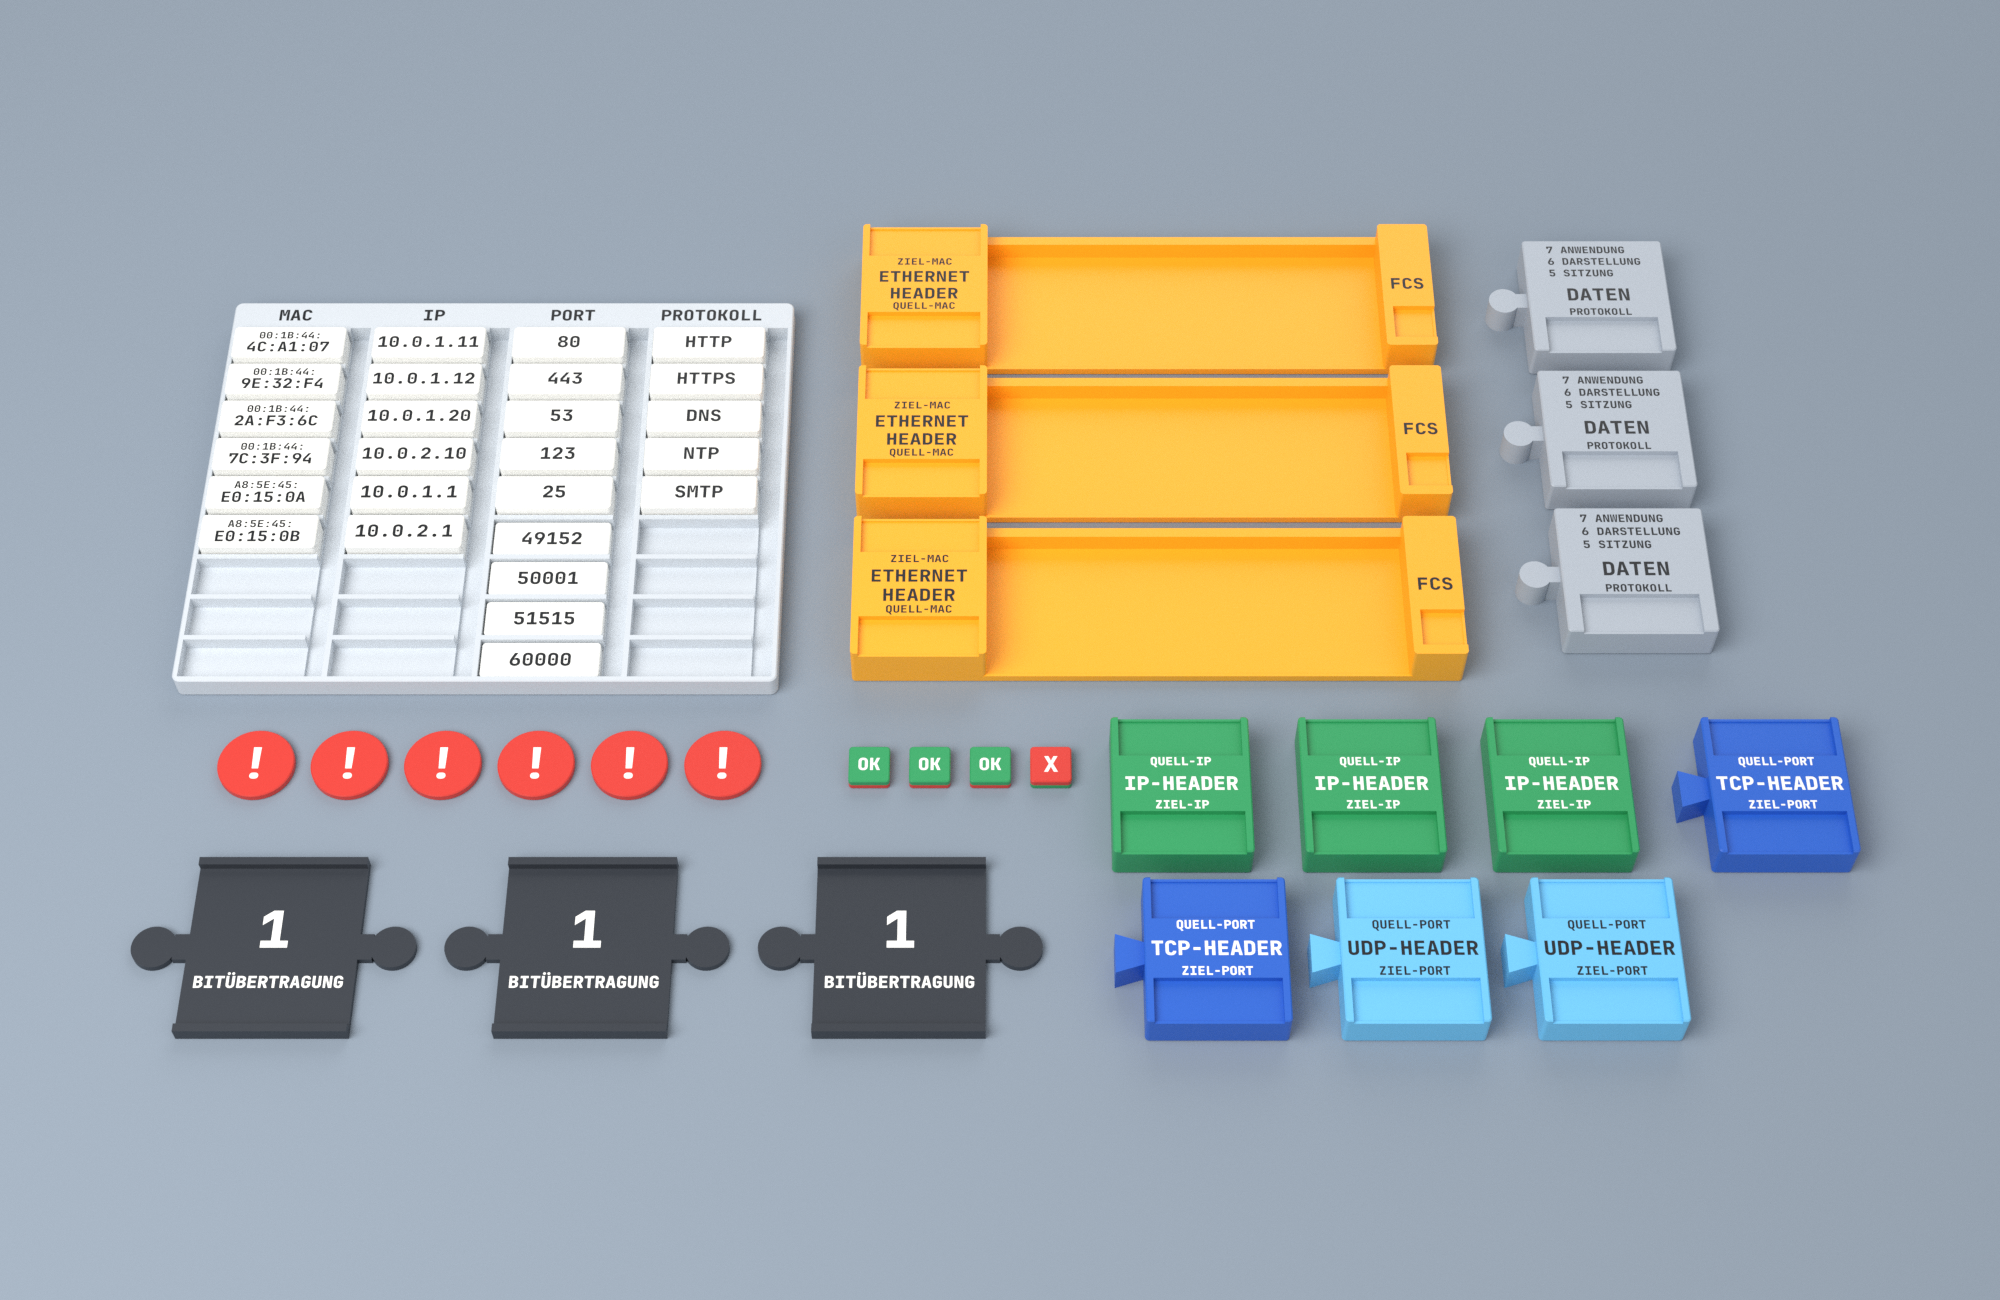 MAC IP PORT PROTOKOLL
00:1B:44:
4C:A1:07 10.0.1.11 80 HTTP
00:1B:44:
9E:32:F4 10.0.1.12 443 HTTPS
00:1B:44:
2A:F3:6C 10.0.1.20 53 DNS
00:1B:44:
7C:3F:94 10.0.2.10 123 NTP
A8:5E:45:
E0:15:0A 10.0.1.1 25 SMTP
A8:5E:45:
E0:15:0B 10.0.2.1 49152
50001
51515
60000
ZIEL-MAC
ETHERNET
HEADER
QUELL-MAC
FCS
ZIEL-MAC
ETHERNET
HEADER
QUELL-MAC
FCS
ZIEL-MAC
ETHERNET
HEADER
QUELL-MAC
FCS
7 ANWENDUNG
6 DARSTELLUNG
5 SITZUNG
DATEN
PROTOKOLL
7 ANWENDUNG
6 DARSTELLUNG
5 SITZUNG
DATEN
PROTOKOLL
7 ANWENDUNG
6 DARSTELLUNG
5 SITZUNG
DATEN
PROTOKOLL
! ! ! ! ! !
OK OK OK X
QUELL-IP
IP-HEADER
ZIEL-IP
QUELL-IP
IP-HEADER
ZIEL-IP
QUELL-IP
IP-HEADER
ZIEL-IP
QUELL-PORT
TCP-HEADER
ZIEL-PORT
1
BITÜBERTRAGUNG
1
BITÜBERTRAGUNG
1
BITÜBERTRAGUNG
QUELL-PORT
TCP-HEADER
ZIEL-PORT
QUELL-PORT
UDP-HEADER
ZIEL-PORT
QUELL-PORT
UDP-HEADER
ZIEL-PORT